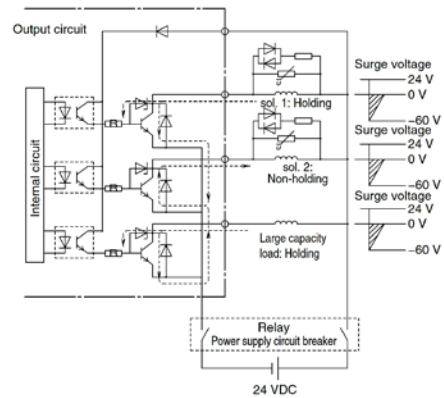 Output circuit
Internal circuit
sol. 1: Holding
sol. 2:
Non-holding
Large capacity
load: Holding
Surge voltage
24 V
0 V
−60 V
Surge voltage
24 V
0 V
−60 V
Surge voltage
24 V
0 V
−60 V
Relay
Power supply circuit breaker
24 VDC